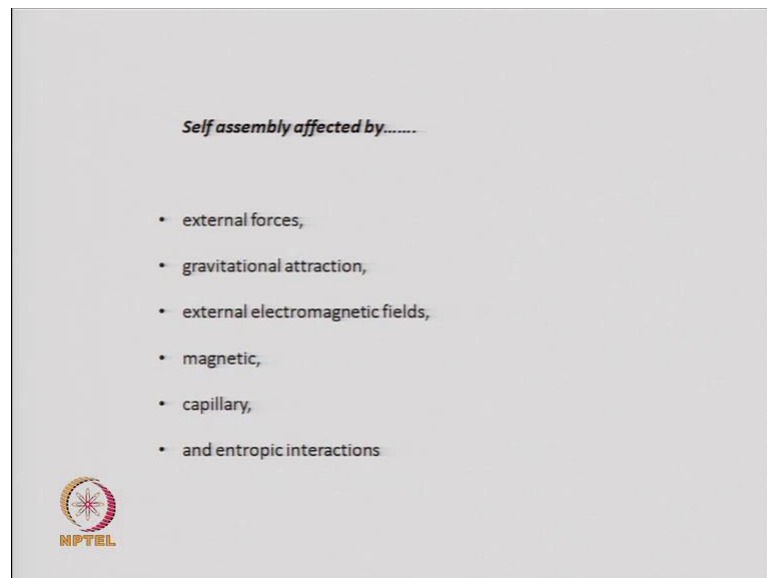 Self assembly affected by.......
• external forces,
• gravitational attraction,
• external electromagnetic fields,
• magnetic,
• capillary,
• and entropic interactions
NPTEL